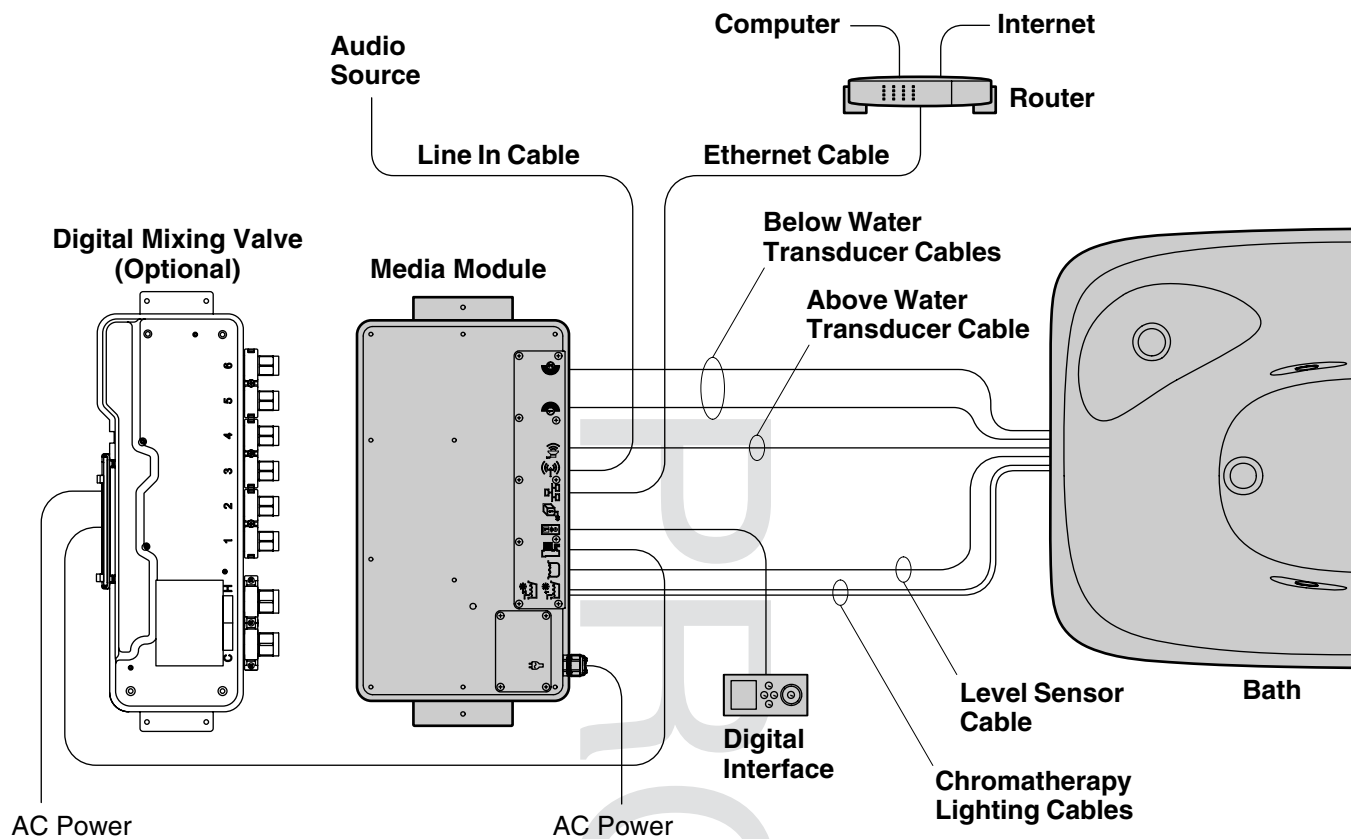 Computer
Internet
Audio
Source
Router
Line In Cable
Ethernet Cable
Below Water
Transducer Cables
Digital Mixing Valve
(Optional)
Media Module
Above Water
Transducer Cable
6
5
4
3
2
1
H
C
PRO
Level Sensor
Cable
Bath
Digital
Interface
Chromatherapy
Lighting Cables
AC Power
AC Power